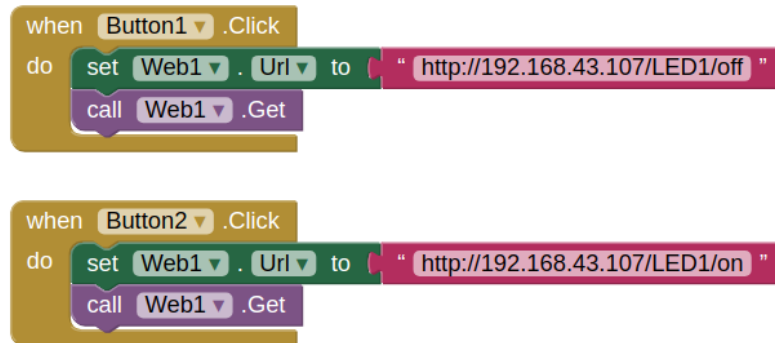 when Button1 .Click
do set Web1 . Url to “ http://192.168.43.107/LED1/off ”
call Web1 .Get
when Button2 .Click
do set Web1 . Url to “ http://192.168.43.107/LED1/on ”
call Web1 .Get